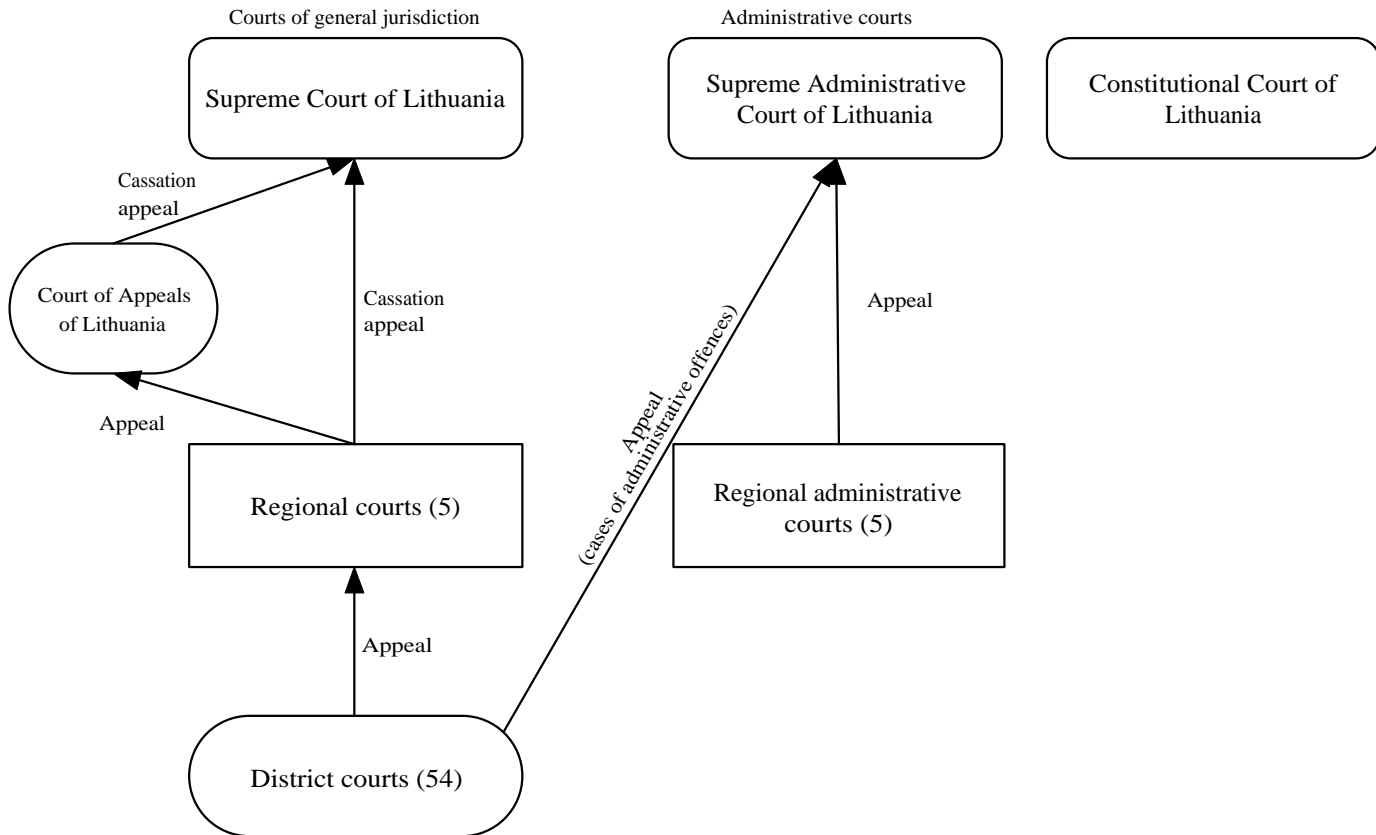 Courts of general jurisdiction
Administrative courts
Supreme Court of Lithuania
Supreme Administrative
Court of Lithuania
Constitutional Court of
Lithuania
Cassation
appeal
Court of Appeals
of Lithuania
Cassation
appeal
Appeal
Appeal
Appeal
(cases of administrative offences)
Regional courts (5)
Regional administrative
courts (5)
Appeal
District courts (54)